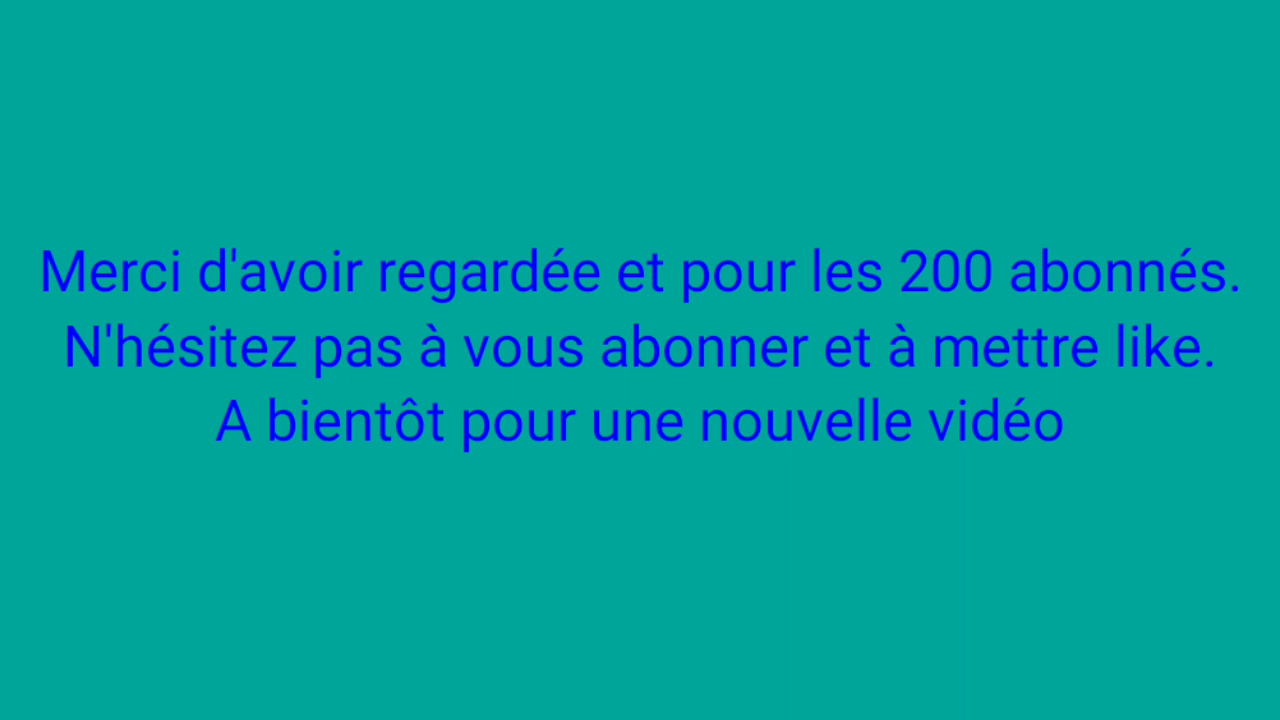 Merci d'avoir regardée et pour les 200 abonnés.
N'hésitez pas à vous abonner et à mettre like.
A bientôt pour une nouvelle vidéo